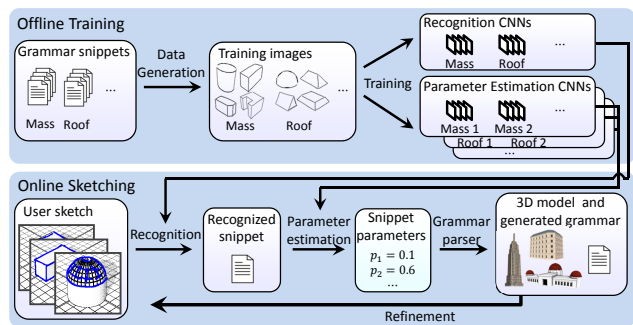 Offline Training
Grammar snippets
Mass Roof ...
Data
Generation
Training images
Mass Roof ...
Training
Recognition CNNs
Mass Roof ...
Parameter Estimation CNNs
Mass 1 Mass 2 ...
Roof 1 Roof 2
...
Online Sketching
User sketch
Recognition
Recognized
snippet
Parameter
estimation
Snippet
parameters
p₁ = 0.1
p₂ = 0.6
...
Grammar
parser
3D model and
generated grammar
Refinement